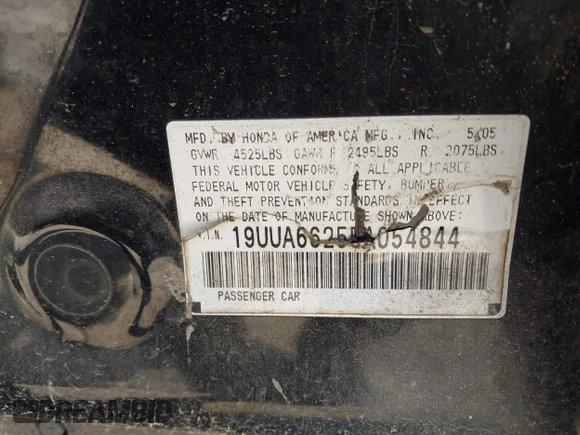 MFD. BY HONDA OF AMERICA MFG., INC. 5/05
GVWR 4525LBS GAWR F 2495LBS R 2075LBS
THIS VEHICLE CONFORMS TO ALL APPLICABLE
FEDERAL MOTOR VEHICLE SAFETY, BUMPER
AND THEFT PREVENTION STANDARDS IN EFFECT
ON THE DATE OF MANUFACTURE SHOWN ABOVE:
V.I.N.
PASSENGER CAR
DREAMBID